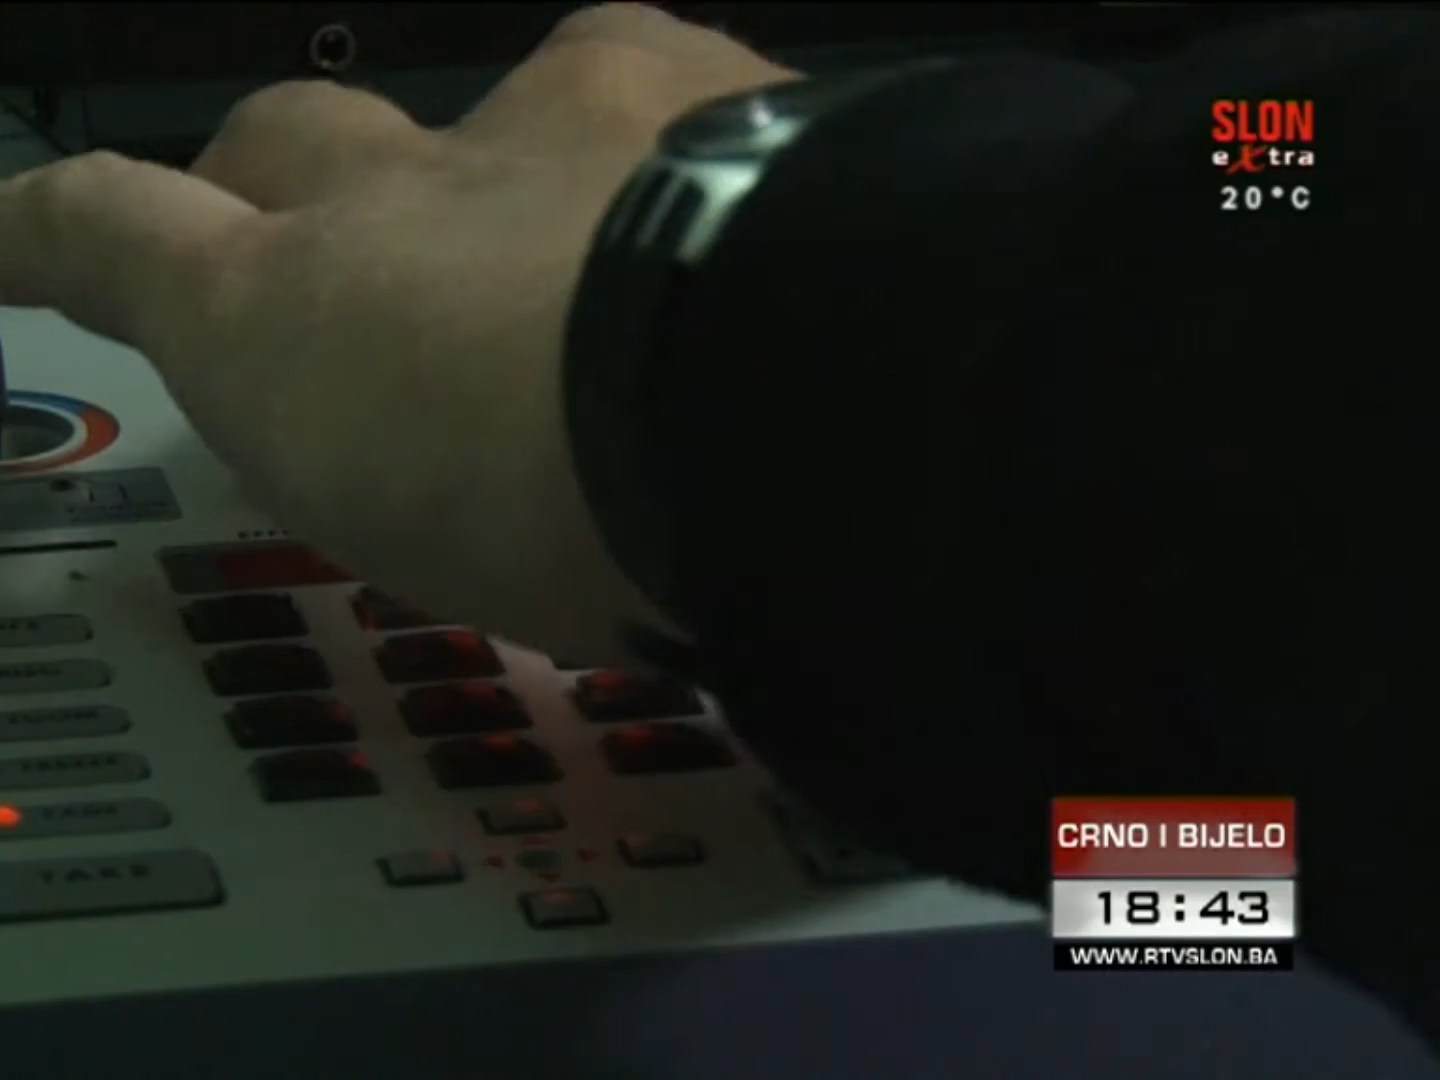 SLON
extra
20°C
TAKE
CRNO I BIJELO
18:43
WWW.RTVSLON.BA